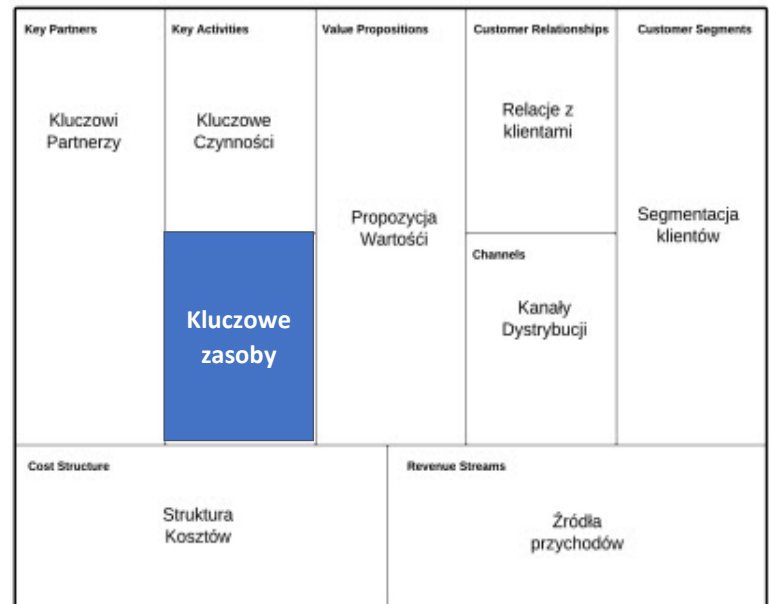 Key Partners
Kluczowi
Partnerzy
Key Activities
Kluczowe
Czynności
Kluczowe
zasoby
Value Propositions
Propozycja
Wartośći
Customer Relationships
Relacje z
klientami
Channels
Kanały
Dystrybucji
Customer Segments
Segmentacja
klientów
Cost Structure
Struktura
Kosztów
Revenue Streams
Źródła
przychodów